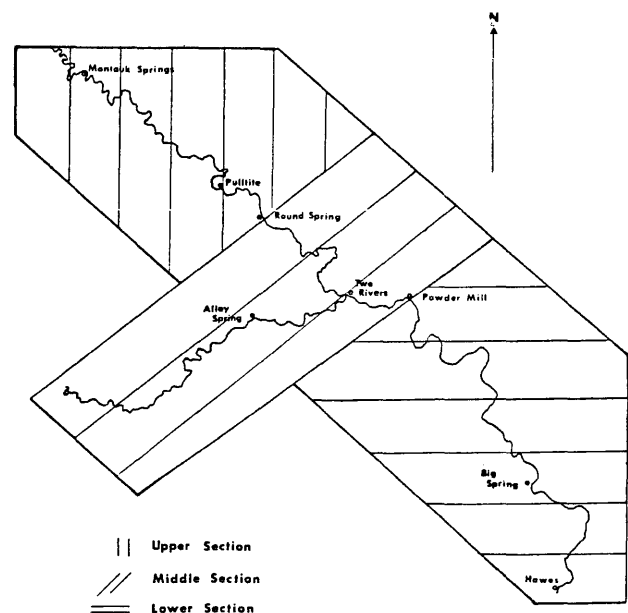 N
Montauk Springs
Pulltite
Round Spring
Two
Rivers
Powder Mill
Alley
Spring
Big
Spring
Hawes
Upper Section
Middle Section
Lower Section